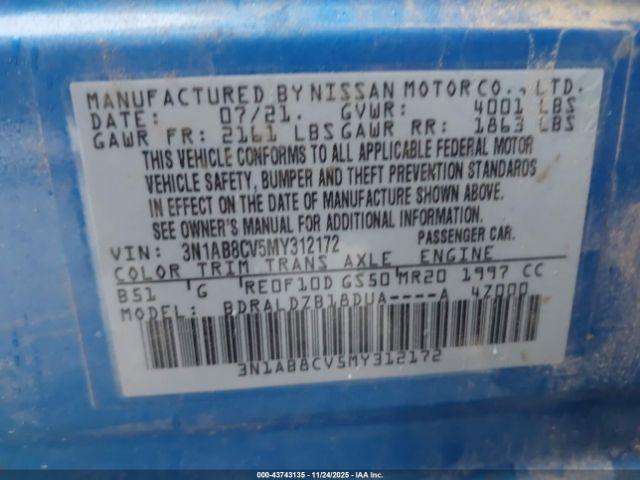 MANUFACTURED BY NISSAN MOTOR CO., LTD.
DATE: 07/21. GVWR: 4001 LBS
GAWR FR: 2161 LBS GAWR RR: 1863 LBS
THIS VEHICLE CONFORMS TO ALL APPLICABLE FEDERAL MOTOR
VEHICLE SAFETY, BUMPER AND THEFT PREVENTION STANDARDS
IN EFFECT ON THE DATE OF MANUFACTURE SHOWN ABOVE.
SEE OWNER'S MANUAL FOR ADDITIONAL INFORMATION
VIN: 3N1AB8CV5MY312172 PASSENGER CAR.
COLOR TRIM TRANS AXLE ENGINE
B51 G RE0F10D GS50 MR20 1997 CC
MODEL: BDRALDZB18DUA----A 4Z000
3N1AB8CV5MY312172
000-43743135 - 11/24/2025 - IAA, Inc.